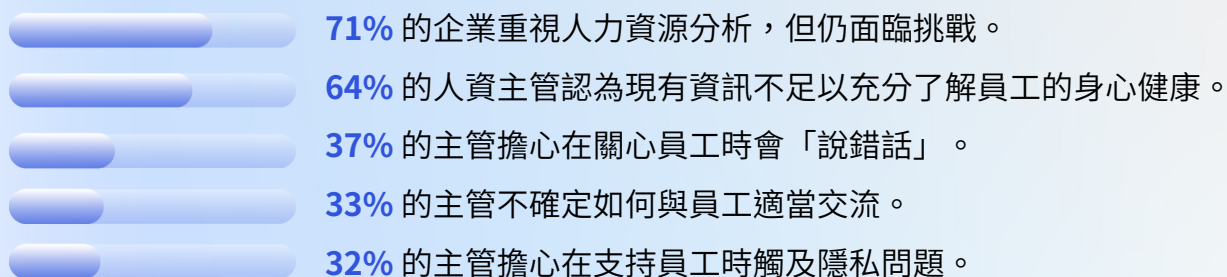 71% 的企業重視人力資源分析，但仍面臨挑戰。
64% 的人資主管認為現有資訊不足以充分了解員工的身心健康。
37% 的主管擔心在關心員工時會「說錯話」。
33% 的主管不確定如何與員工適當交流。
32% 的主管擔心在支持員工時觸及隱私問題。